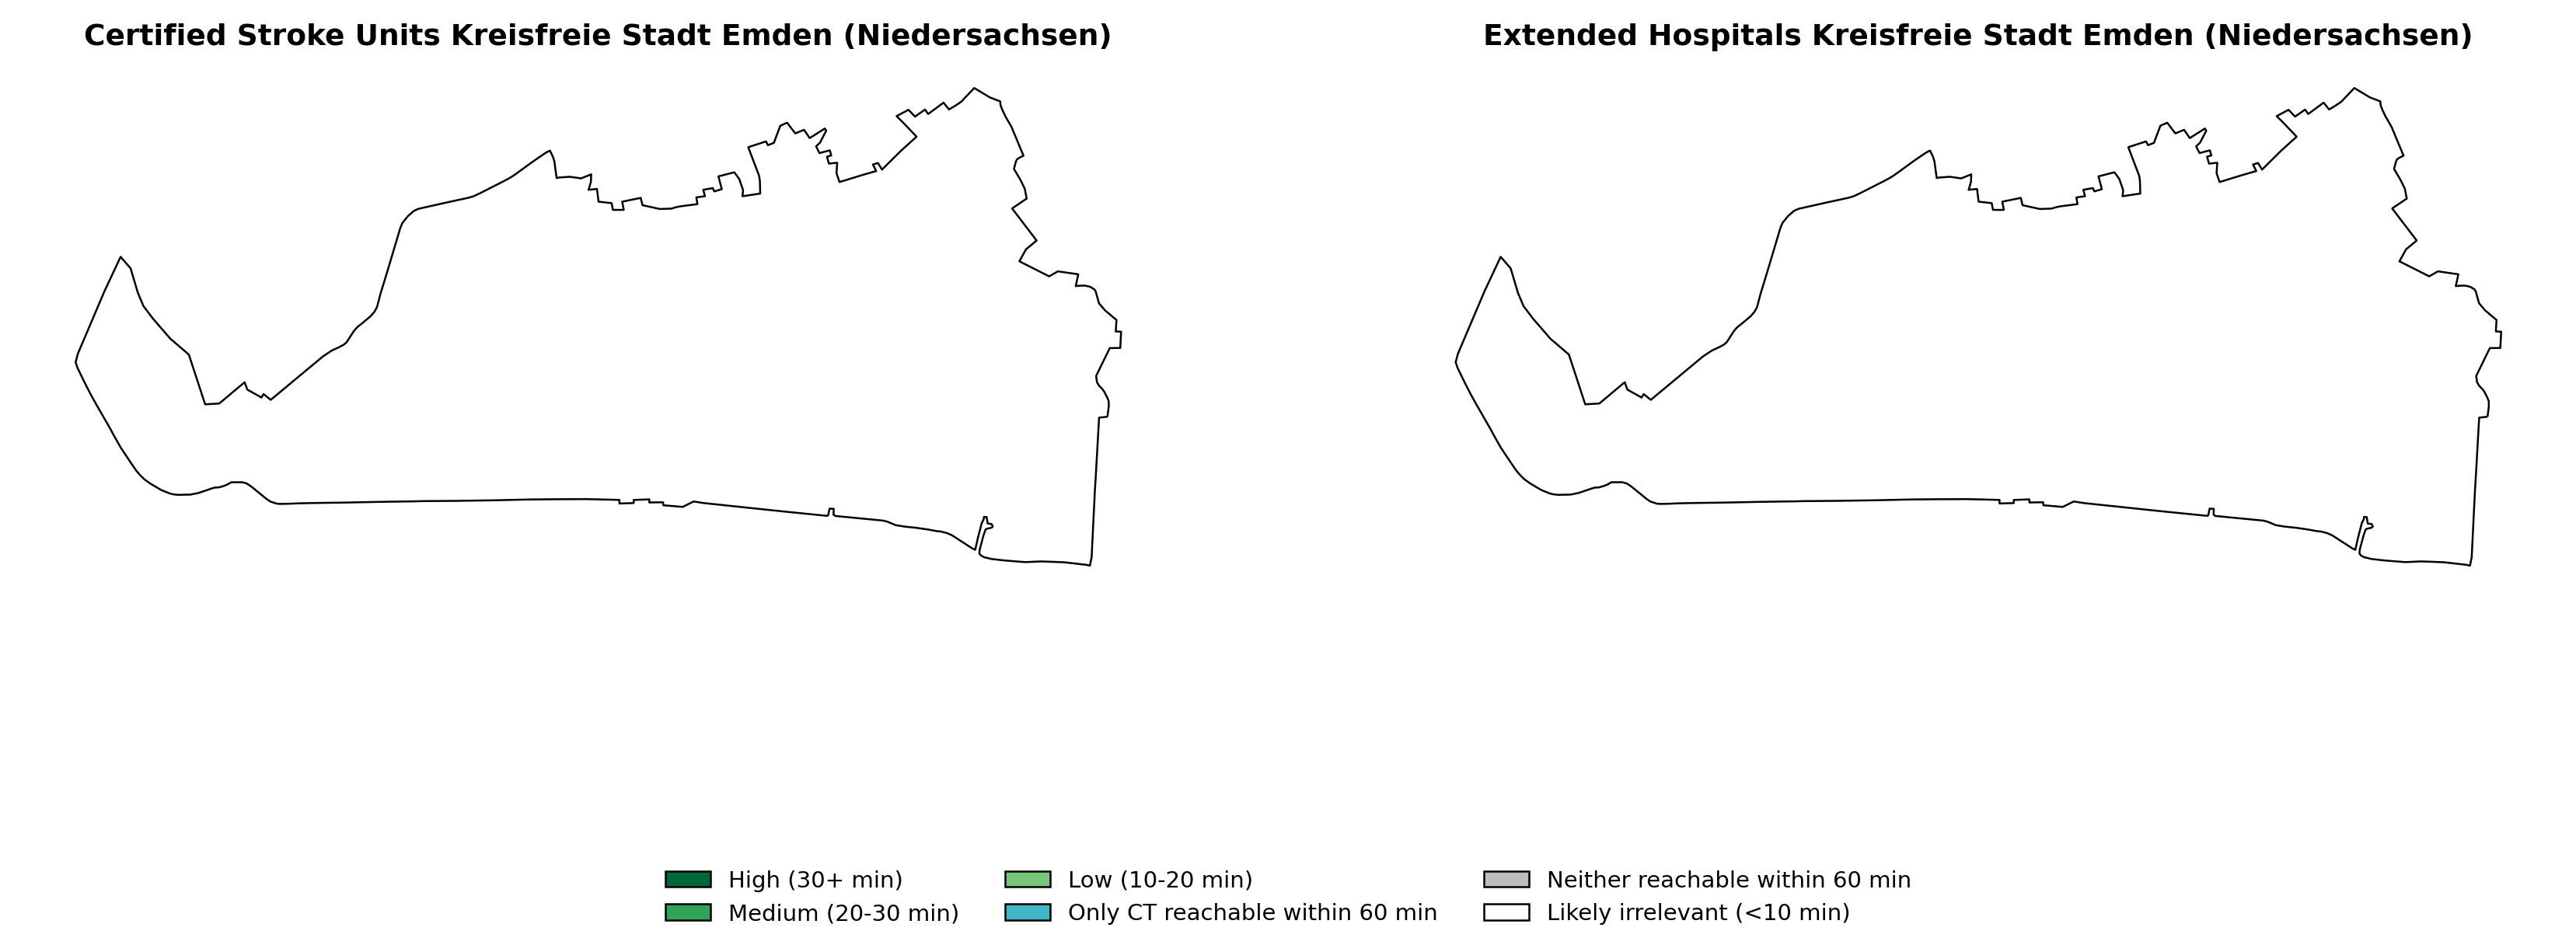 Certified Stroke Units Kreisfreie Stadt Emden (Niedersachsen)
Extended Hospitals Kreisfreie Stadt Emden (Niedersachsen)
High (30+ min)
Medium (20-30 min)
Low (10-20 min)
Only CT reachable within 60 min
Neither reachable within 60 min
Likely irrelevant (<10 min)